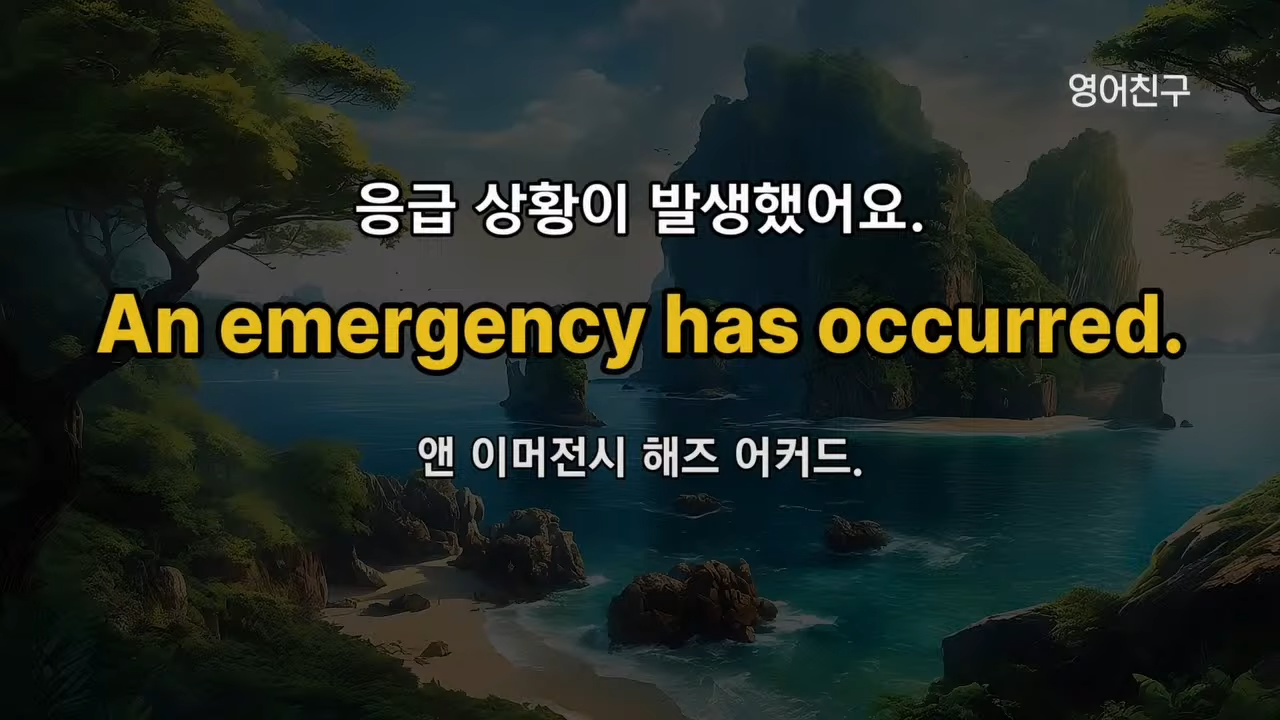 영어친구
응급 상황이 발생했어요.
An emergency has occurred.
앤 이머전시 해즈 어커드.